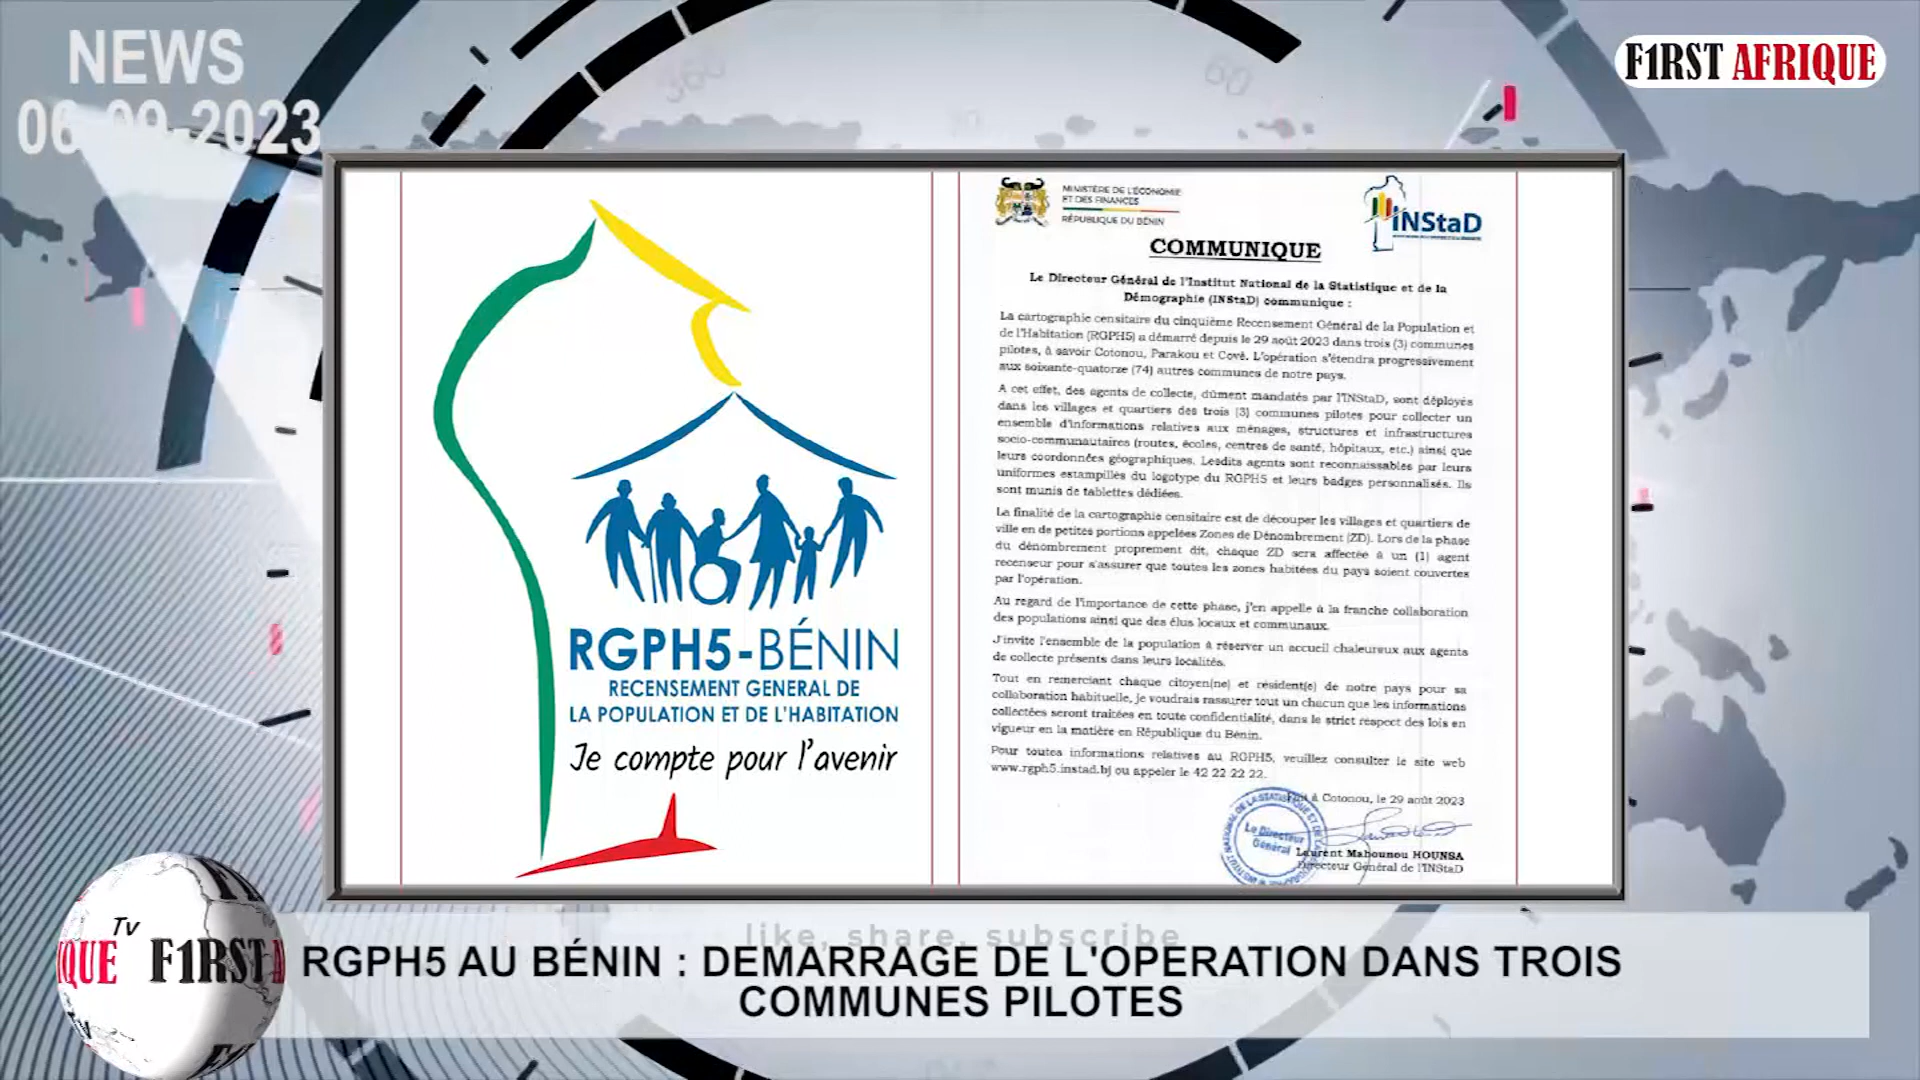 NEWS
06-09-2023
F1RST AFRIQUE
RGPH5-BÉNIN
RECENSEMENT GENERAL DE
LA POPULATION ET DE L'HABITATION
Je compte pour l'avenir
MINISTÈRE DE L'ÉCONOMIE
ET DES FINANCES
RÉPUBLIQUE DU BÉNIN
INStaD
COMMUNIQUE
Le Directeur Général de l'Institut National de la Statistique et de la
Démographie (INStaD) communique :
La cartographie censitaire du cinquième Recensement Général de la Population et
de l'Habitation (RGPH5) a démarré depuis le 29 août 2023 dans trois (3) communes
pilotes, à savoir Cotonou, Parakou et Covè. L'opération s'étendra progressivement
aux soixante-quatorze (74) autres communes de notre pays.
A cet effet, des agents de collecte, dûment mandatés par l'INStaD, sont déployés
dans les villages et quartiers des trois (3) communes pilotes pour collecter un
ensemble d'informations relatives aux ménages, structures et infrastructures
socio-communautaires (routes, écoles, centres de santé, hôpitaux, etc.) ainsi que
leurs coordonnées géographiques. Lesdits agents sont reconnaissables par leurs
uniformes estampillés du logotype du RGPH5 et leurs badges personnalisés. Ils
sont munis de tablettes dédiées.
La finalité de la cartographie censitaire est de découper les villages et quartiers de
ville en de petites portions appelées Zones de Dénombrement (ZD). Lors de la phase
du dénombrement proprement dit, chaque ZD sera affectée à un (1) agent
recenseur pour s'assurer que toutes les zones habitées du pays soient couvertes
par l'opération.
Au regard de l'importance de cette phase, j'en appelle à la franche collaboration
des populations ainsi que des élus locaux et communaux.
J'invite l'ensemble de la population à réserver un accueil chaleureux aux agents
de collecte présents dans leurs localités.
Tout en remerciant chaque citoyen(ne) et résident(e) de notre pays pour sa
collaboration habituelle, je voudrais rassurer tout un chacun que les informations
collectées seront traitées en toute confidentialité, dans le strict respect des lois en
vigueur en la matière en République du Bénin.
Pour toutes informations relatives au RGPH5, veuillez consulter le site web
www.rgph5.instad.bj ou appeler le 42 22 22 22.
Fait à Cotonou, le 29 août 2023
Le Directeur
Général
Laurent Mahounou HOUNSA
Directeur Général de l'INStaD
like, share, subscribe
Tv
QUE F1RST A
RGPH5 AU BÉNIN : DEMARRAGE DE L'OPERATION DANS TROIS
COMMUNES PILOTES